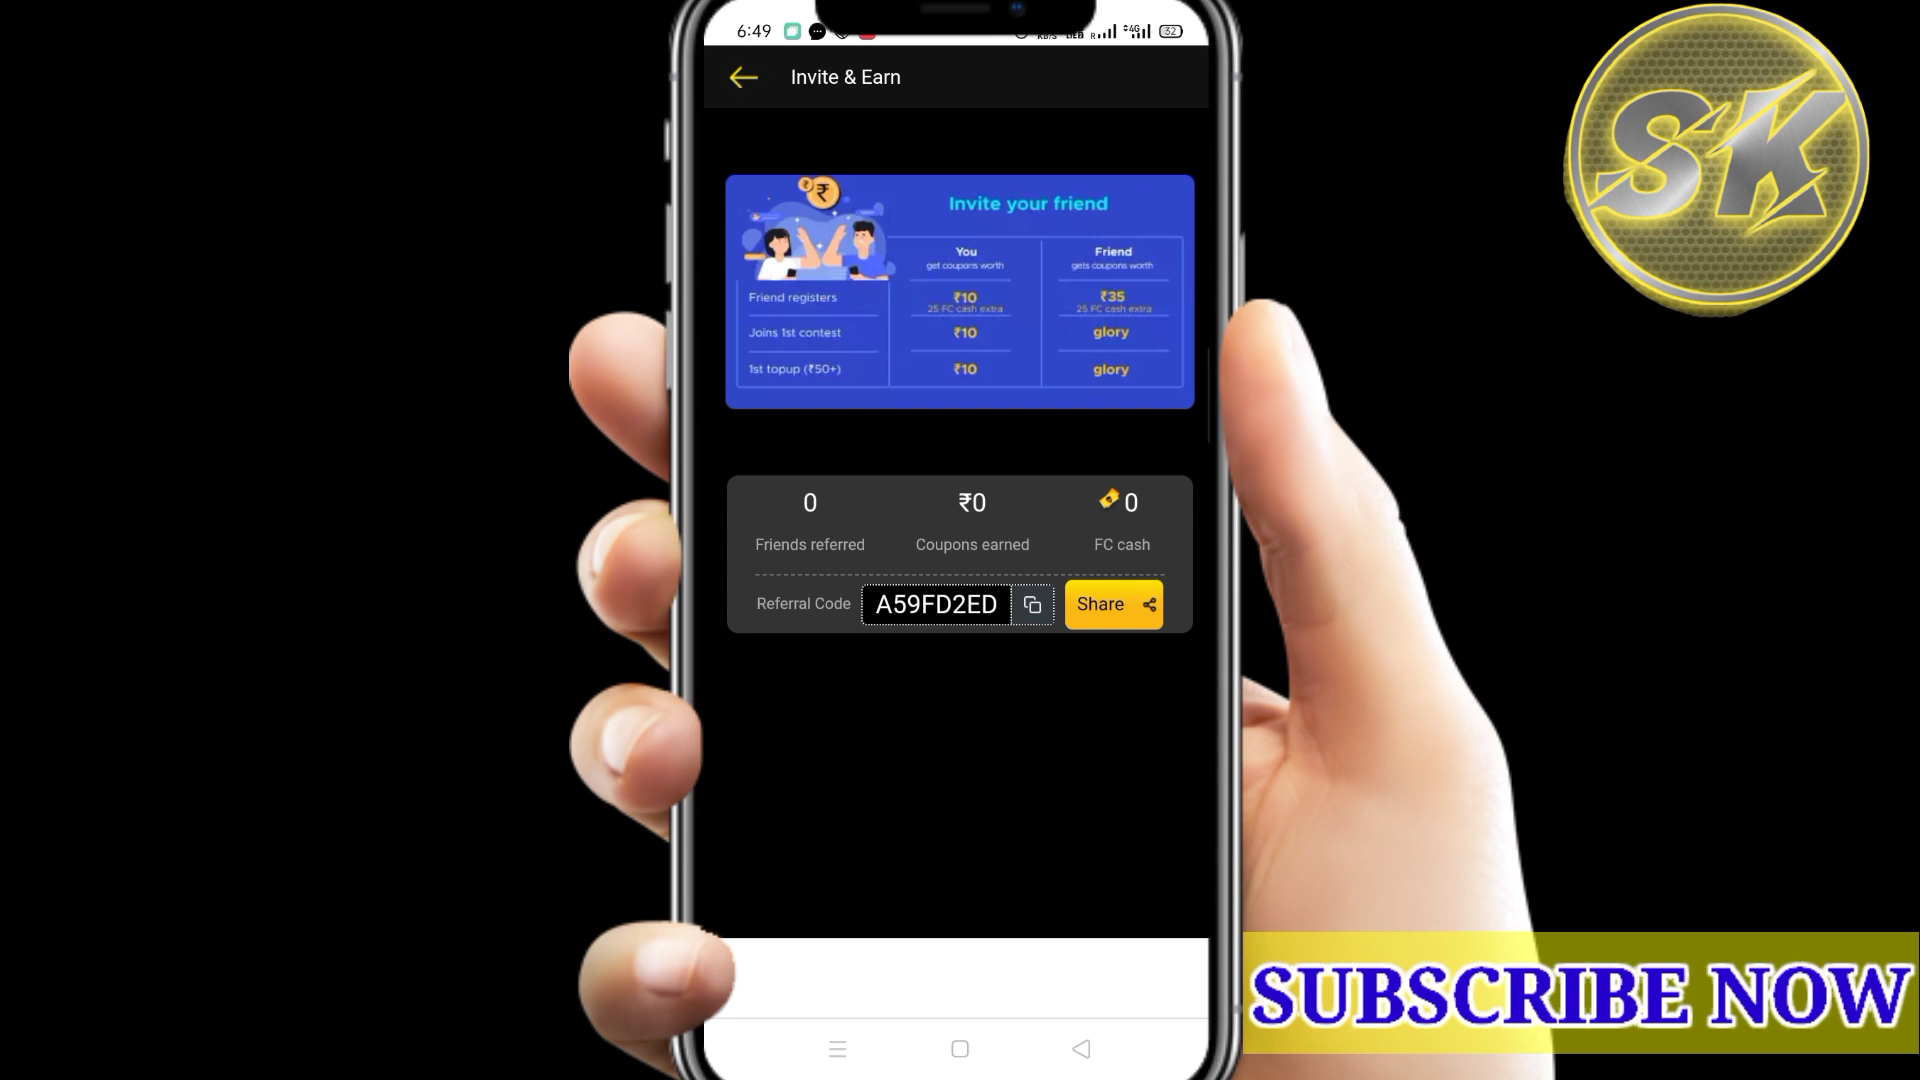 6:49
4G
32
Invite & Earn
SK
Invite your friend
You
Friend
get coupons worth
gets coupons worth
Friend registers
₹10
₹35
25 FC cash extra
25 FC cash extra
Joins 1st contest
₹10
glory
1st topup (₹50+)
₹10
glory
0
₹0
0
Friends referred
Coupons earned
FC cash
Referral Code
A59FD2ED
Share
SUBSCRIBE NOW